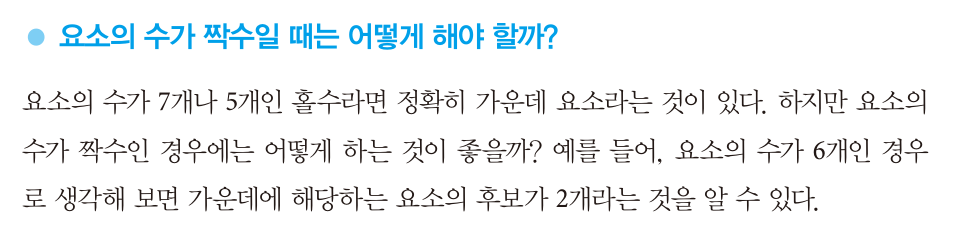 ● 요소의 수가 짝수일 때는 어떻게 해야 할까?
요소의 수가 7개나 5개인 홀수라면 정확히 가운데 요소라는 것이 있다. 하지만 요소의
수가 짝수인 경우에는 어떻게 하는 것이 좋을까? 예를 들어, 요소의 수가 6개인 경우
로 생각해 보면 가운데에 해당하는 요소의 후보가 2개라는 것을 알 수 있다.